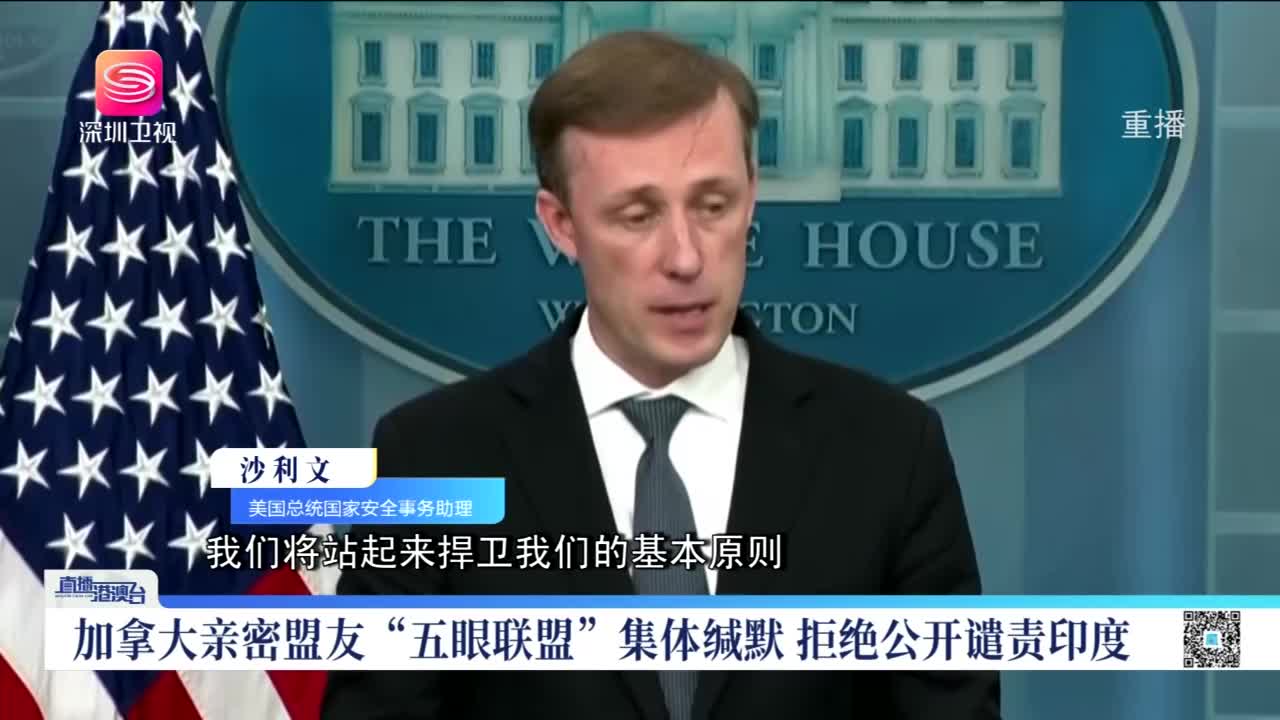 深圳卫视
重播
THE WHITE HOUSE
WASHINGTON
沙利文
美国总统国家安全事务助理
我们将站起来捍卫我们的基本原则
直播港澳台
加拿大亲密盟友“五眼联盟”集体缄默 拒绝公开谴责印度